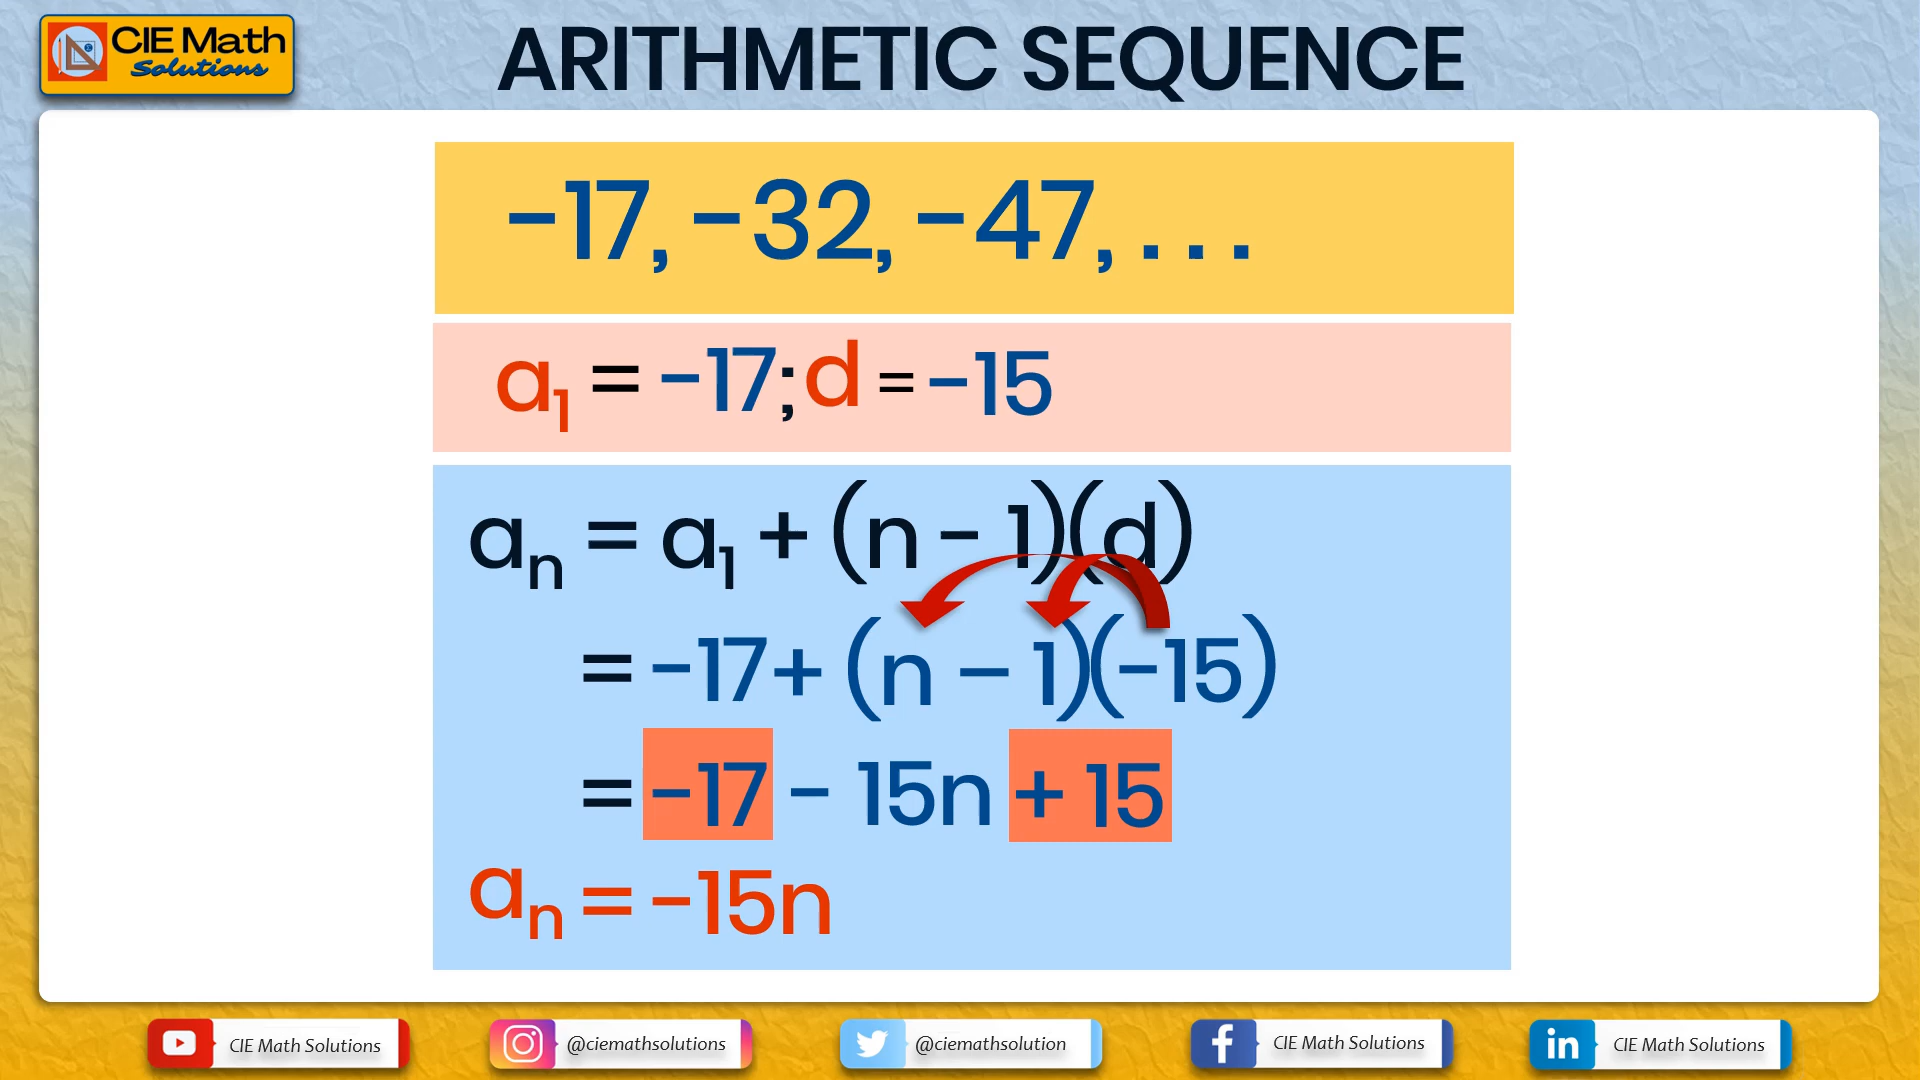 CIE Math
Solutions
ARITHMETIC SEQUENCE
-17, -32, -47, . . .
a₁ = -17; d = -15
aₙ = a₁ + (n - 1)(d)
= -17+ (n – 1)(-15)
= -17 - 15n + 15
aₙ = -15n
CIE Math Solutions
@ciemathsolutions
@ciemathsolution
CIE Math Solutions
CIE Math Solutions